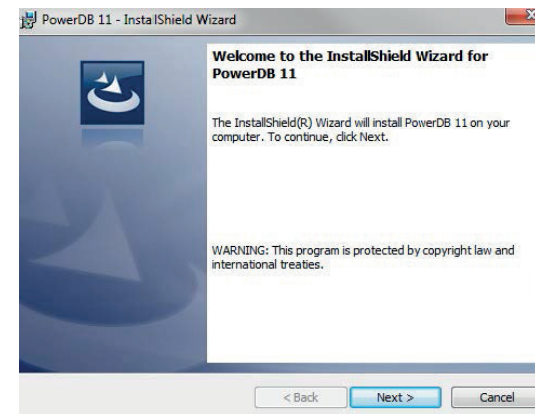 PowerDB 11 - InstallShield Wizard
Welcome to the InstallShield Wizard for
PowerDB 11
The InstallShield(R) Wizard will install PowerDB 11 on your
computer. To continue, click Next.
WARNING: This program is protected by copyright law and
international treaties.
< Back
Next >
Cancel